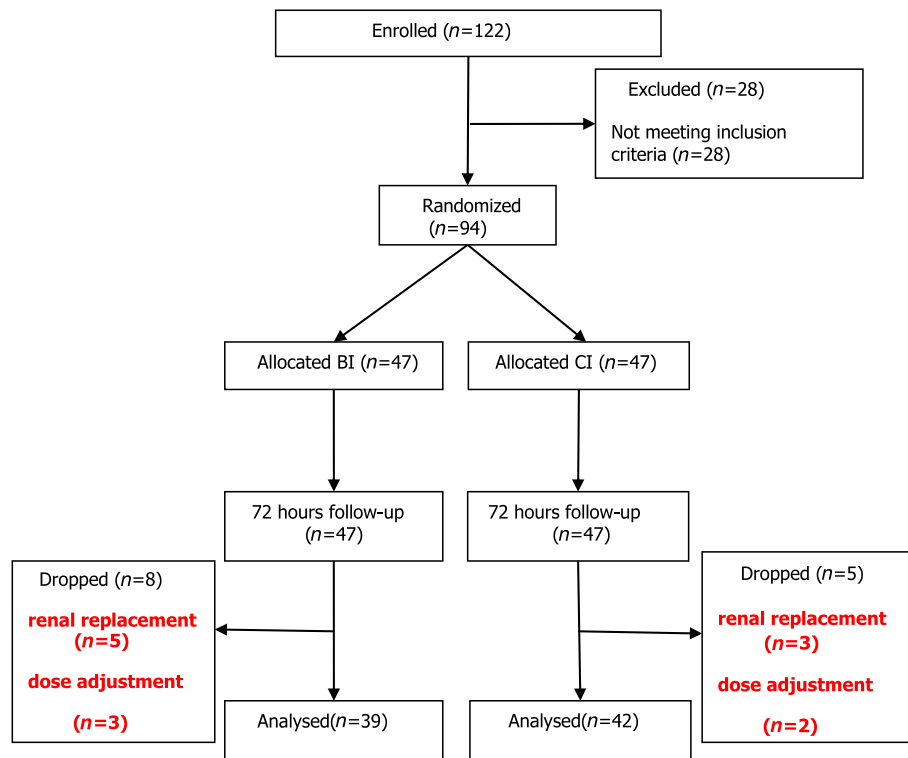 Enrolled (n=122)
Excluded (n=28)
Not meeting inclusion
criteria (n=28)
Randomized
(n=94)
Allocated BI (n=47)
Allocated CI (n=47)
72 hours follow-up
(n=47)
72 hours follow-up
(n=47)
Dropped (n=8)
renal replacement
(n=5)
dose adjustment
(n=3)
Dropped (n=5)
renal replacement
(n=3)
dose adjustment
(n=2)
Analysed(n=39)
Analysed(n=42)